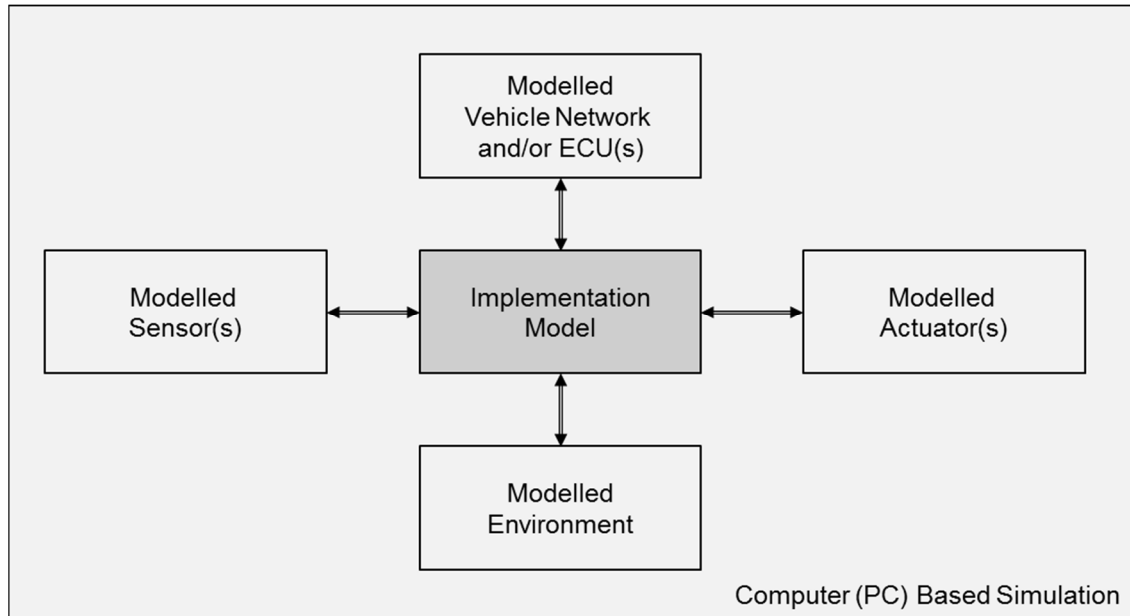 Modelled
Vehicle Network
and/or ECU(s)
Modelled
Sensor(s)
Implementation
Model
Modelled
Actuator(s)
Modelled
Environment
Computer (PC) Based Simulation